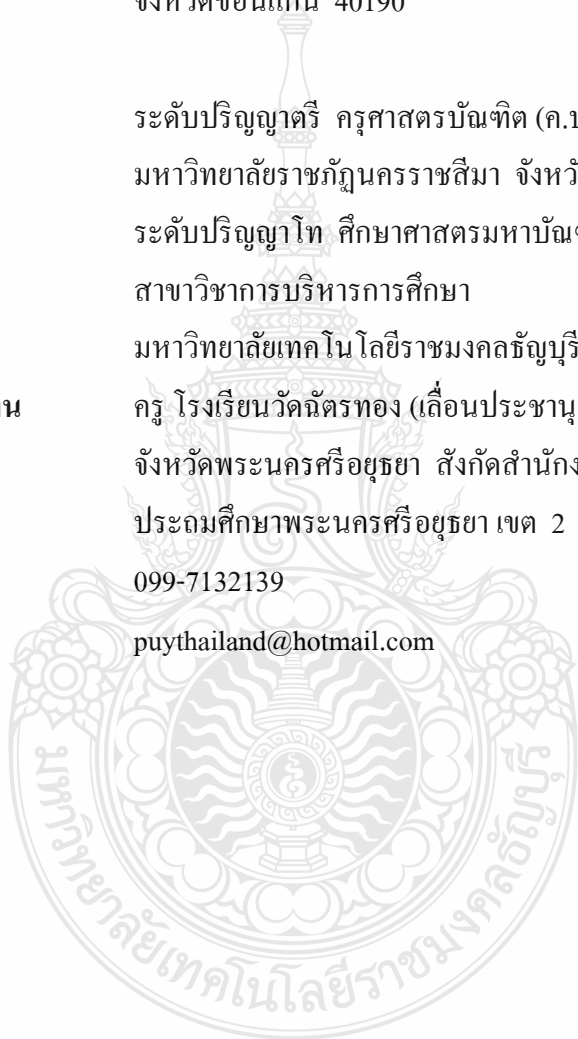 จังหวัดขอนแก่น 40190
ระดับปริญญาตรี ครุศาสตรบัณฑิต (ค.บ
มหาวิทยาลัยราชภัฏนครราชสีมา จังหวั
ระดับปริญญาโท ศึกษาศาสตรมหาบัณฑ
สาขาวิชาการบริหารการศึกษา
มหาวิทยาลัยเทคโนโลยีราชมงคลธัญบุรี
าน ครู โรงเรียนวัดฉัตรทอง (เลื่อนประชานุ
จังหวัดพระนครศรีอยุธยา สังกัดสำนักง
ประถมศึกษาพระนครศรีอยุธยา เขต 2
099-7132139
puythailand@hotmail.com
มหาวิทยาลัยเทคโนโลยีราชมงคลธัญบุรี